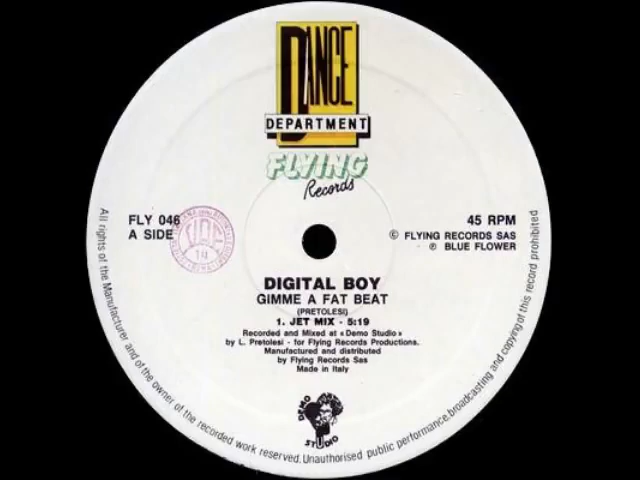 DANCE
DEPARTMENT
FLYING
Records
FLY 046
A SIDE
45 RPM
© FLYING RECORDS SAS
℗ BLUE FLOWER
DIGITAL BOY
GIMME A FAT BEAT
(PRETOLESI)
1. JET MIX - 5:19
Recorded and Mixed at «Demo Studio»
by L. Pretolesi - for Flying Records Productions.
Manufactured and distributed
by Flying Records Sas
Made in Italy
DEMO
STUDIO
All rights of the Manufacturer and of the owner of the recorded work reserved. Unauthorised public performance, broadcasting and copying of this record prohibited